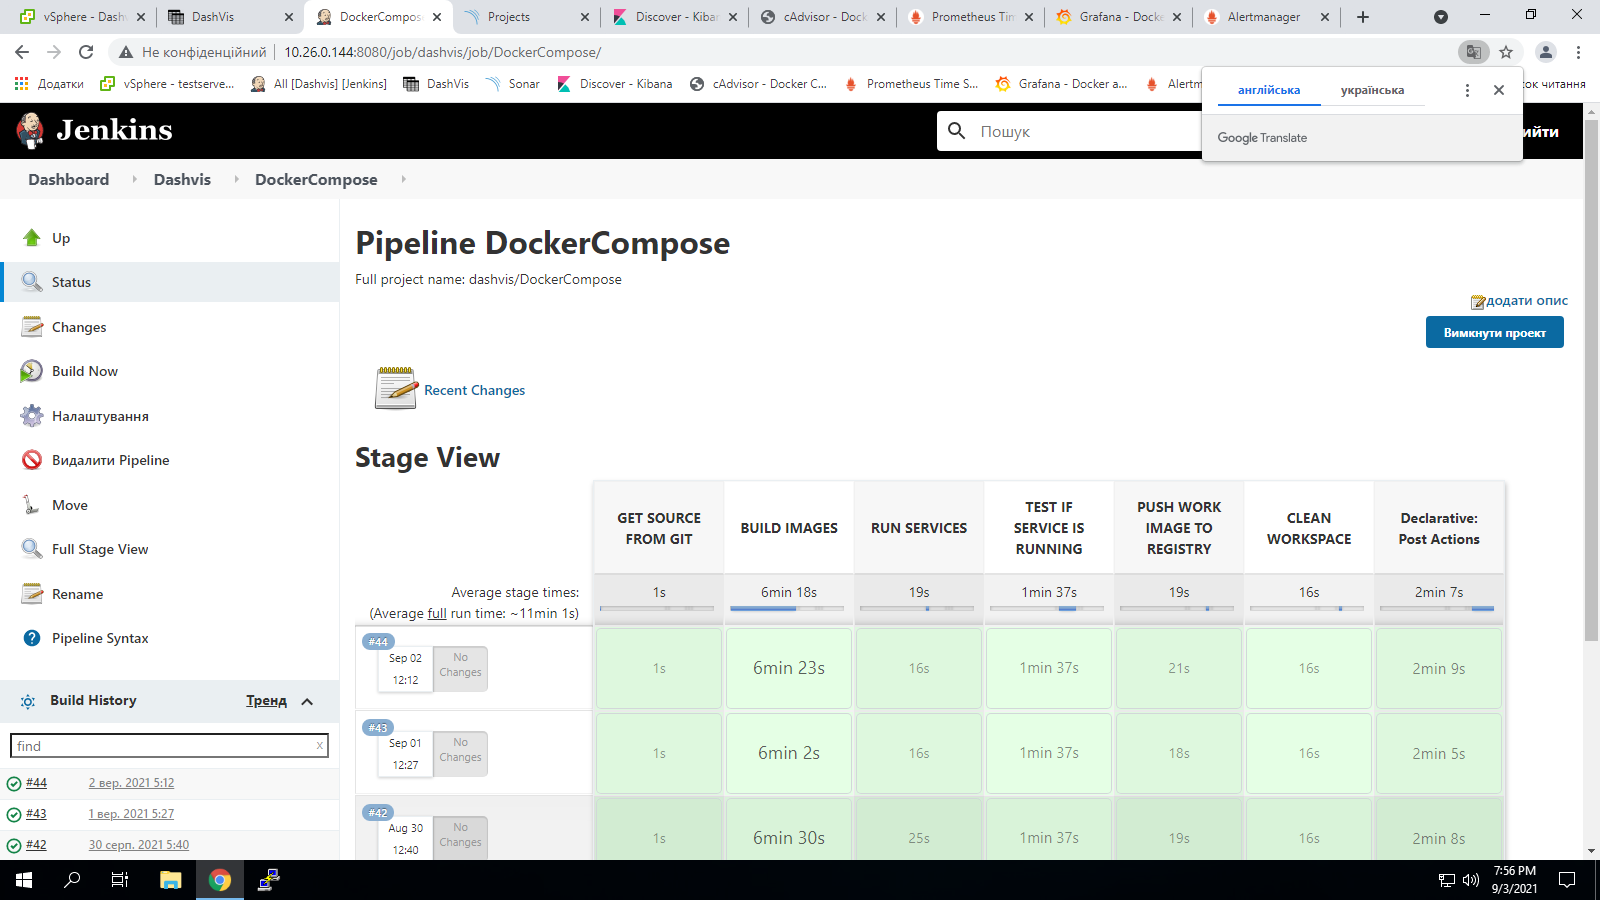 vSphere - Dash
DashVis
DockerCompos
Projects
Discover - Kiban
cAdvisor - Dock
Prometheus Tim
Grafana - Docke
Alertmanager
Не конфіденційний
10.26.0.144:8080/job/dashvis/job/DockerCompose/
Додатки
vSphere - testserve...
All [Dashvis] [Jenkins]
DashVis
Sonar
Discover - Kibana
cAdvisor - Docker C...
Prometheus Time S...
Grafana - Docker a...
Alertm
ок читання
англійська
українська
Google Translate
Jenkins
Пошук
ийти
Dashboard
Dashvis
DockerCompose
Up
Status
Changes
Build Now
Налаштування
Видалити Pipeline
Move
Full Stage View
Rename
Pipeline Syntax
Build History
Тренд
find
x
#44
2 вер. 2021 5:12
#43
1 вер. 2021 5:27
#42
30 серп. 2021 5:40
Pipeline DockerCompose
Full project name: dashvis/DockerCompose
додати опис
Вимкнути проект
Recent Changes
Stage View
GET SOURCE
FROM GIT
BUILD IMAGES
RUN SERVICES
TEST IF
SERVICE IS
RUNNING
PUSH WORK
IMAGE TO
REGISTRY
CLEAN
WORKSPACE
Declarative:
Post Actions
Average stage times:
(Average full run time: ~11min 1s)
1s
6min 18s
19s
1min 37s
19s
16s
2min 7s
#44
Sep 02
12:12
No
Changes
1s
6min 23s
16s
1min 37s
21s
16s
2min 9s
#43
Sep 01
12:27
No
Changes
1s
6min 2s
16s
1min 37s
18s
16s
2min 5s
#42
Aug 30
12:40
No
Changes
1s
6min 30s
25s
1min 37s
19s
16s
2min 8s
7:56 PM
9/3/2021